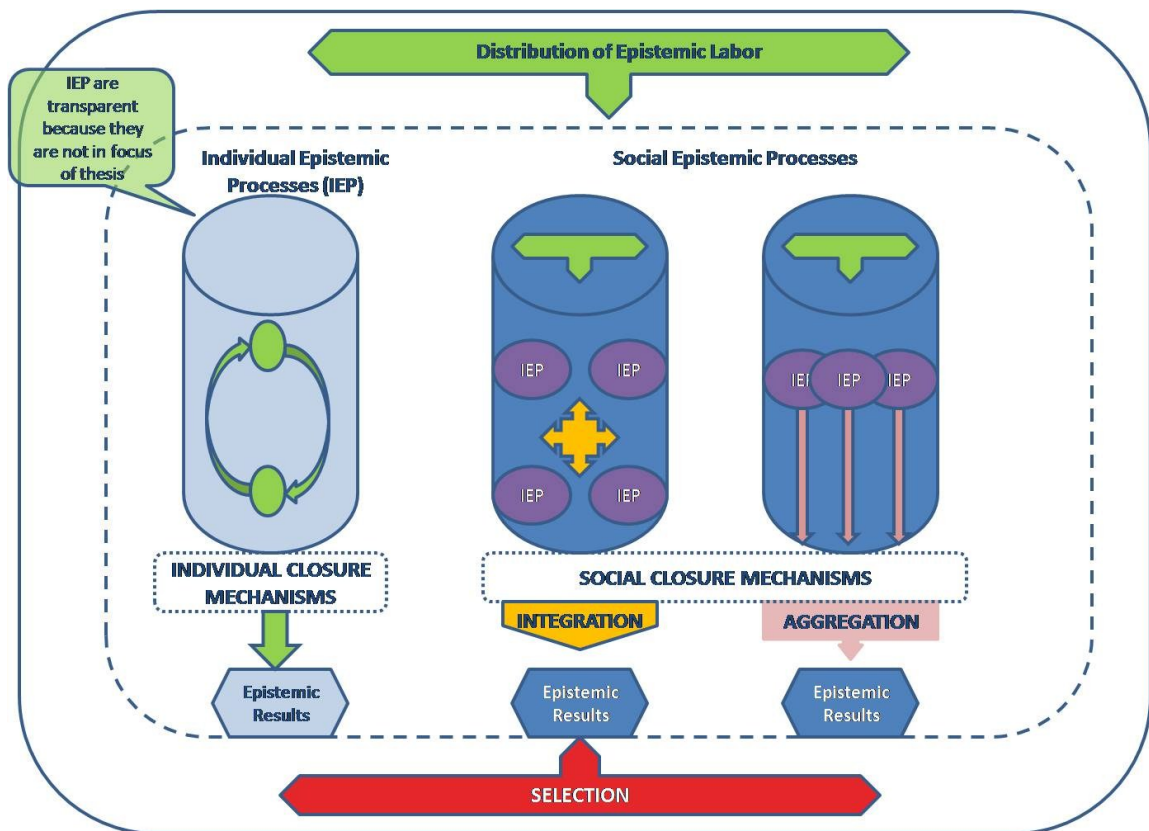 Distribution of Epistemic Labor
IEP are
transparent
because they
are not in focus
of thesis
Individual Epistemic
Processes (IEP)
Social Epistemic Processes
IEP
IEP
IEP
IEP
IEP
IEP
IEP
INDIVIDUAL CLOSURE
MECHANISMS
SOCIAL CLOSURE MECHANISMS
INTEGRATION
AGGREGATION
Epistemic
Results
Epistemic
Results
Epistemic
Results
SELECTION